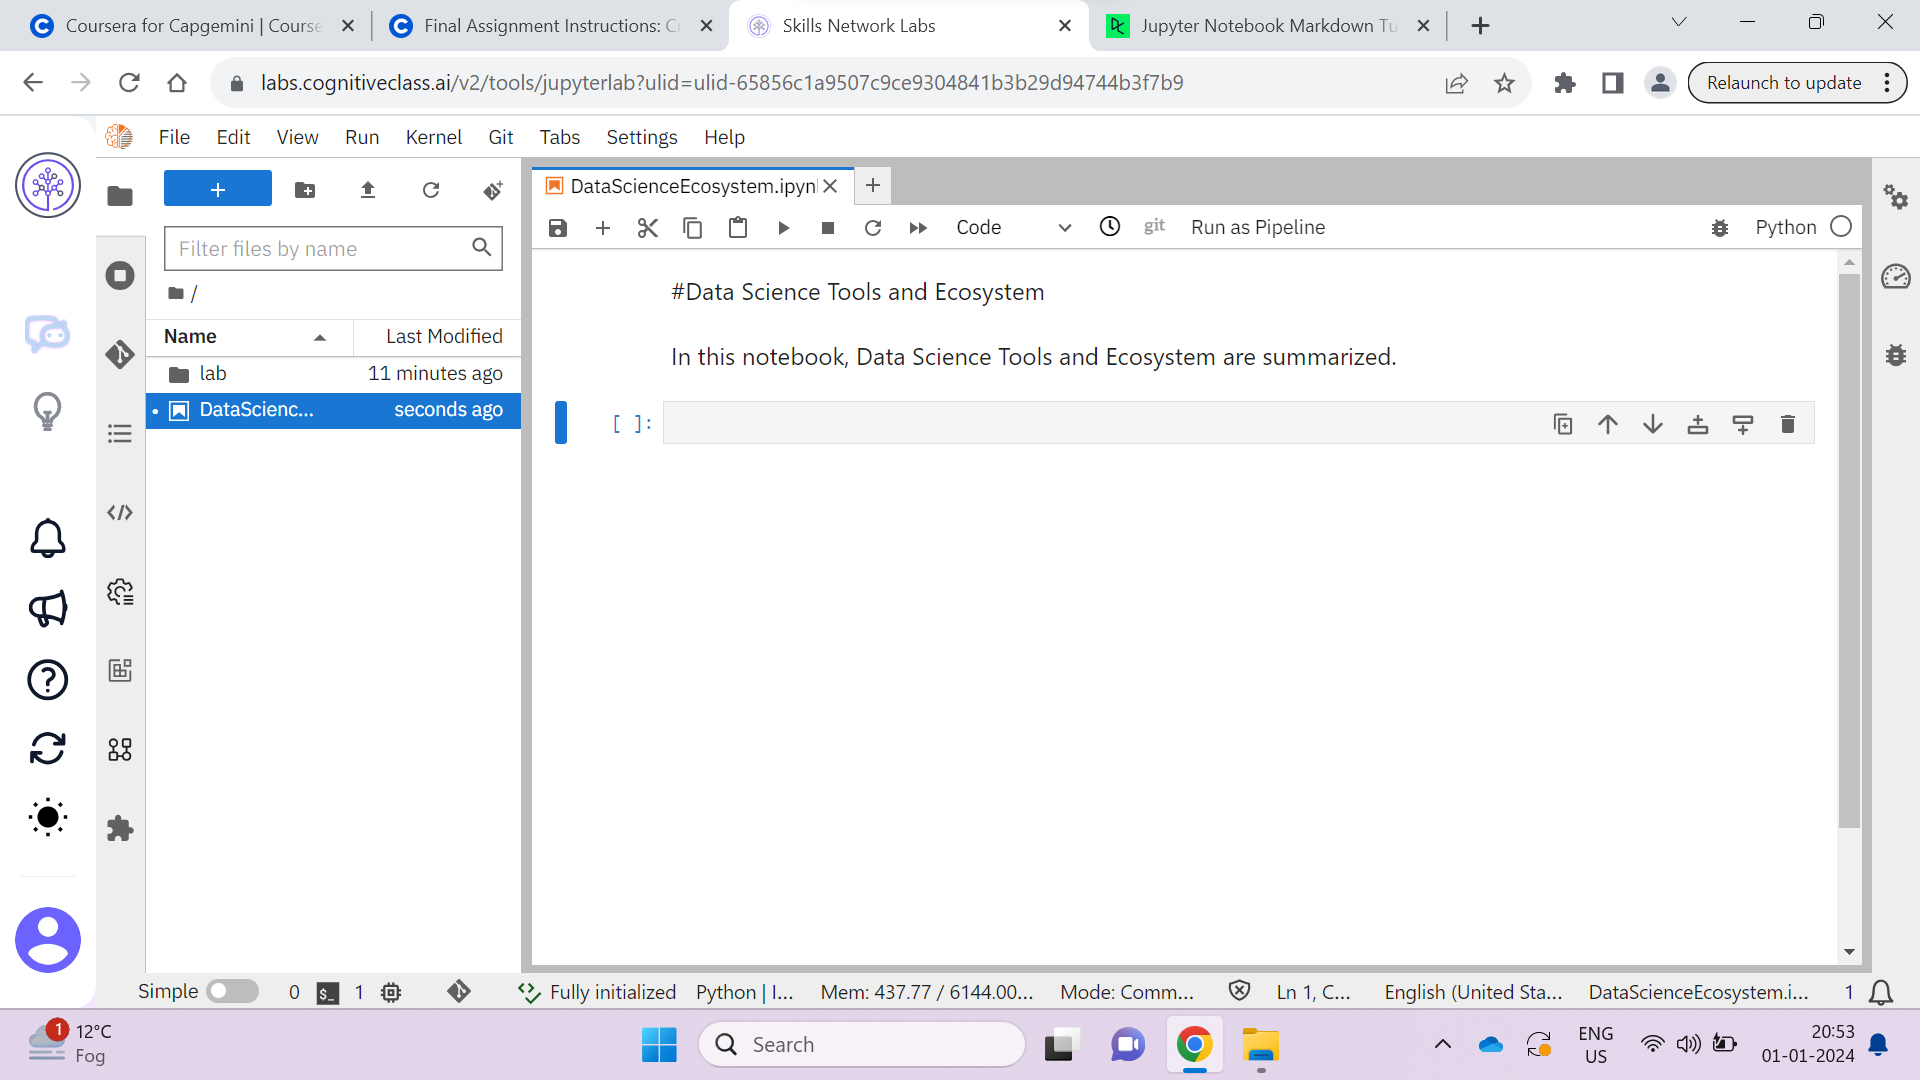 Coursera for Capgemini | Course
Final Assignment Instructions: C
Skills Network Labs
Jupyter Notebook Markdown Tu
labs.cognitiveclass.ai/v2/tools/jupyterlab?ulid=ulid-65856c1a9507c9ce9304841b3b29d94744b3f7b9
Relaunch to update
File Edit View Run Kernel Git Tabs Settings Help
DataScienceEcosystem.ipyn
Code
git
Run as Pipeline
Python
Filter files by name
/
Name
Last Modified
lab
11 minutes ago
DataScienc...
seconds ago
#Data Science Tools and Ecosystem
In this notebook, Data Science Tools and Ecosystem are summarized.
[ ]:
Simple
0
$_
1
Fully initialized
Python | I...
Mem: 437.77 / 6144.00...
Mode: Comm...
Ln 1, C...
English (United Sta...
DataScienceEcosystem.i...
1
1
12°C
Fog
Search
ENG
US
20:53
01-01-2024